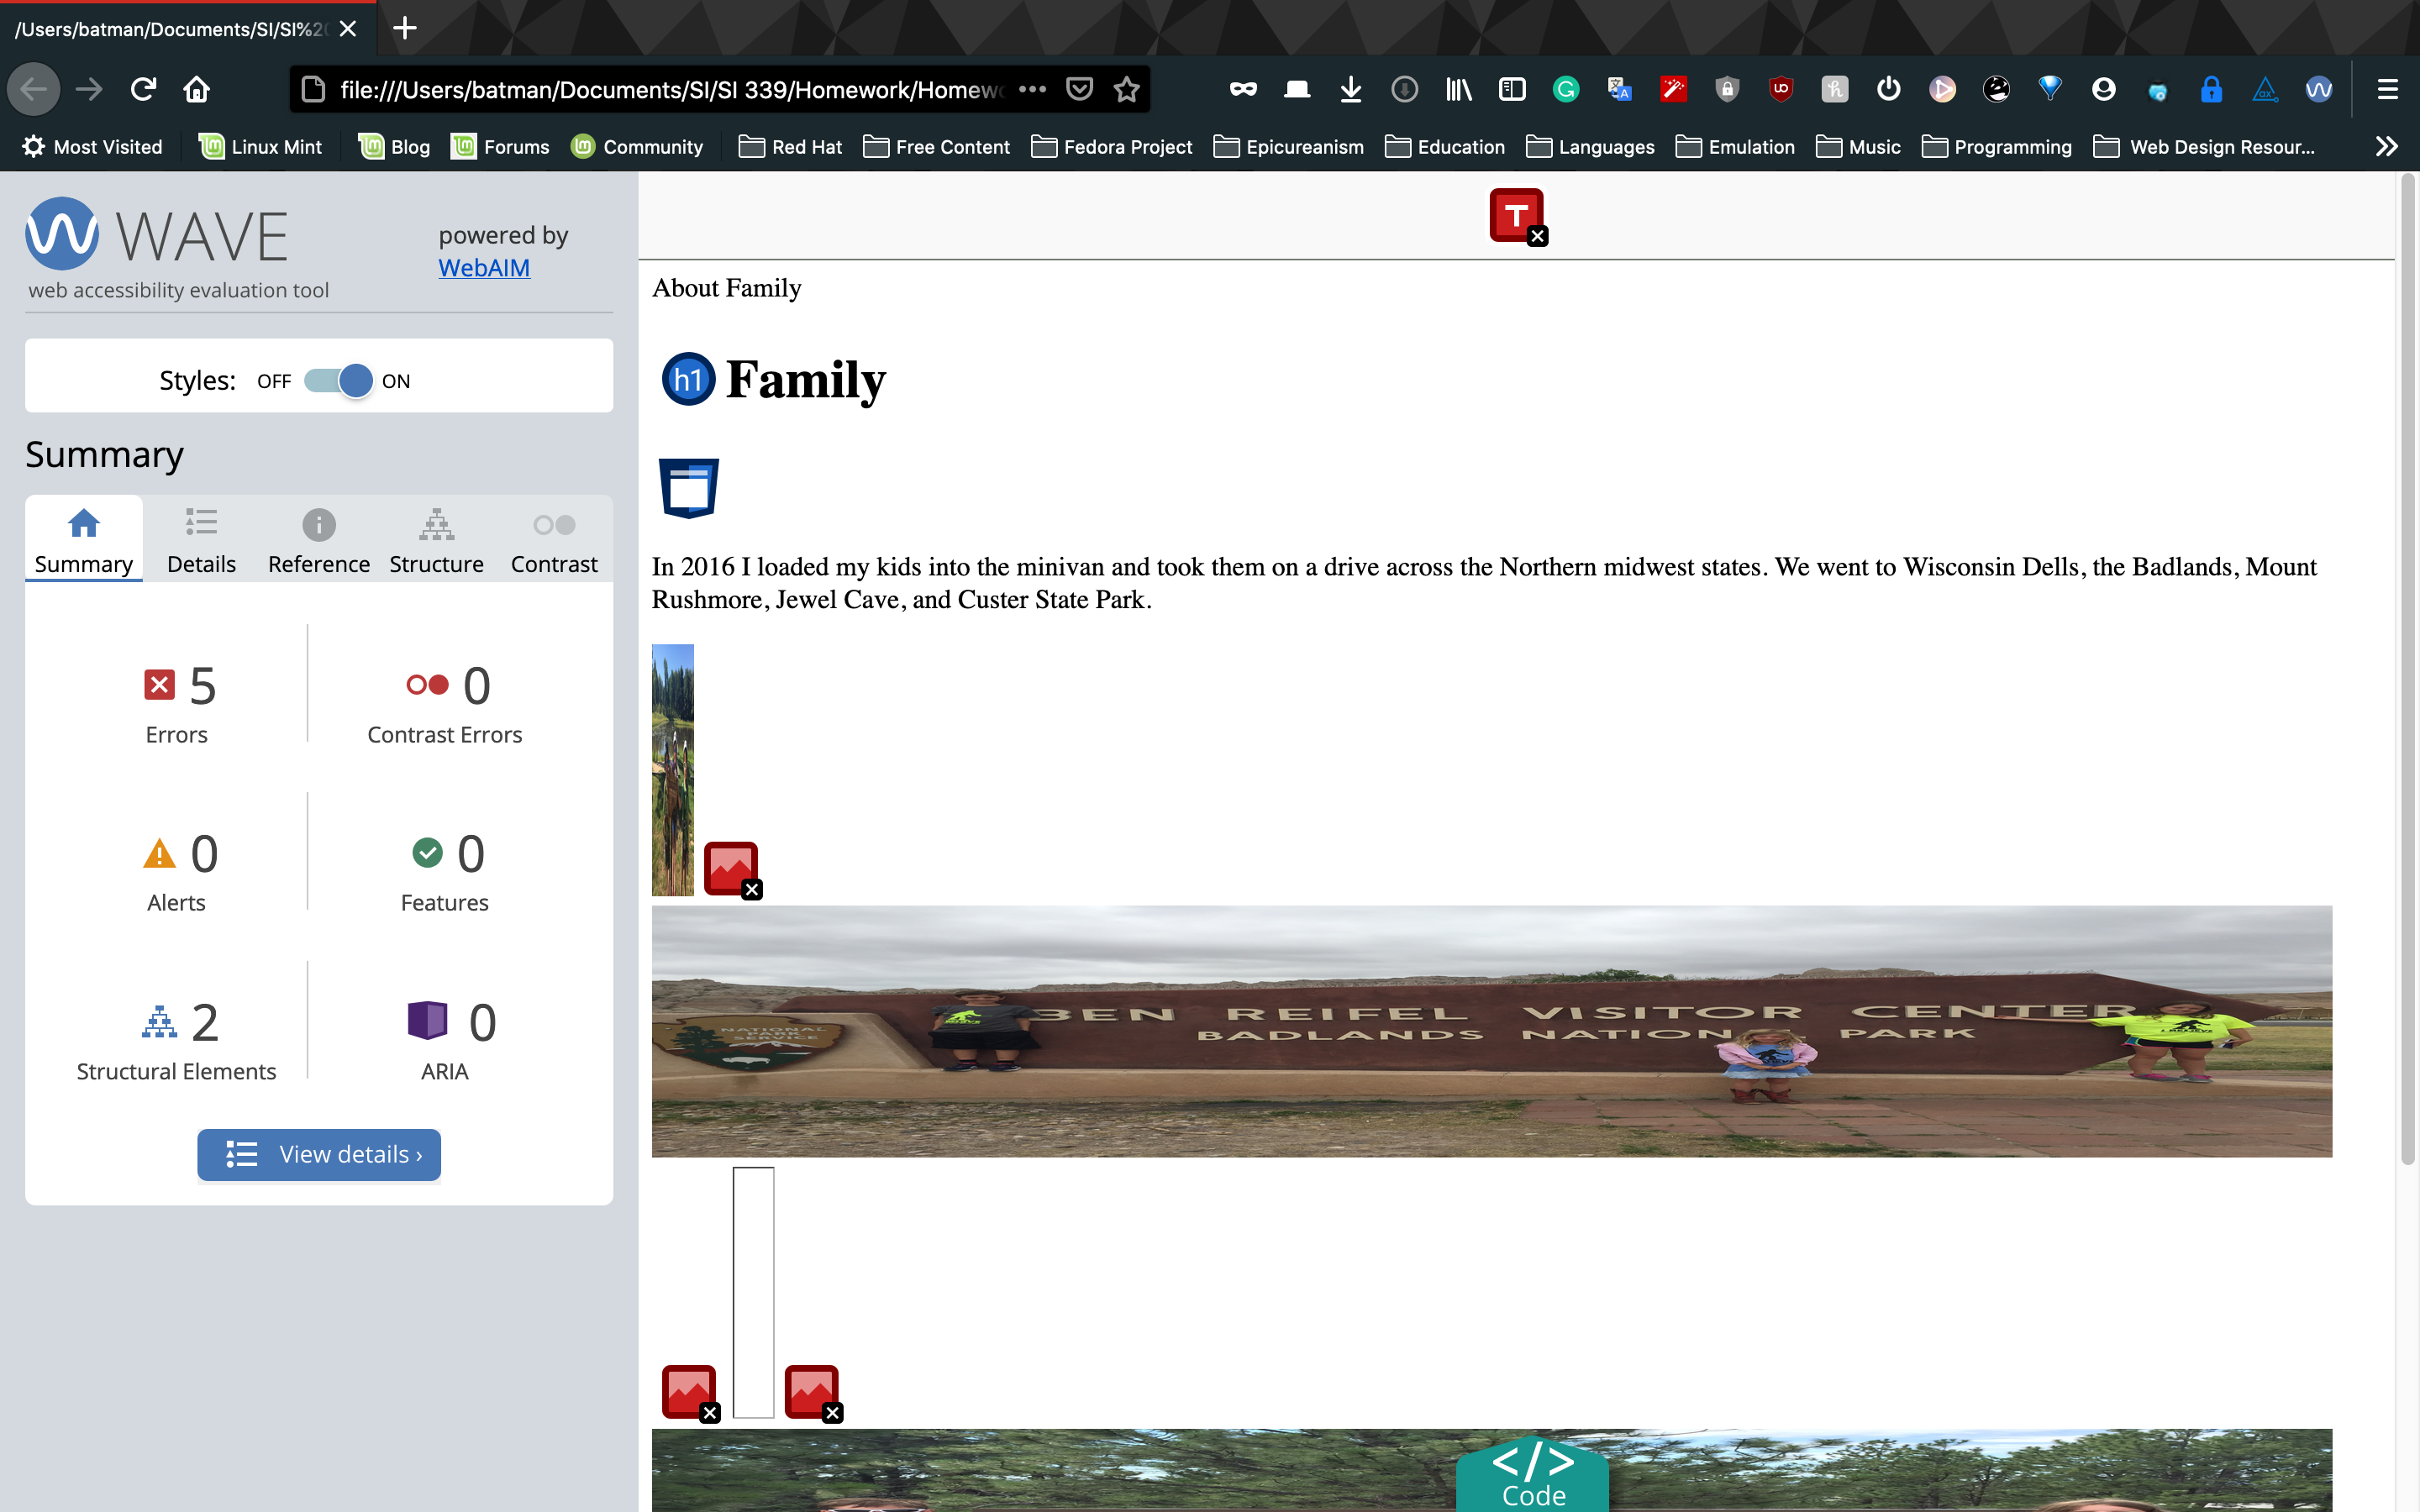 /Users/batman/Documents/SI/SI%20
file:///Users/batman/Documents/SI/SI 339/Homework/Homew
Most Visited
Linux Mint
Blog
Forums
Community
Red Hat
Free Content
Fedora Project
Epicureanism
Education
Languages
Emulation
Music
Programming
Web Design Resour...
WAVE
web accessibility evaluation tool
powered by
WebAIM
Styles: OFF ON
Summary
Summary
Details
Reference
Structure
Contrast
5
Errors
0
Contrast Errors
0
Alerts
0
Features
2
Structural Elements
0
ARIA
View details ›
T
About Family
h1 Family
In 2016 I loaded my kids into the minivan and took them on a drive across the Northern midwest states. We went to Wisconsin Dells, the Badlands, Mount
Rushmore, Jewel Cave, and Custer State Park.
NATIONAL
PARK
SERVICE
BEN REIFEL VISITOR CENTER
BADLANDS NATION PARK
</>
Code